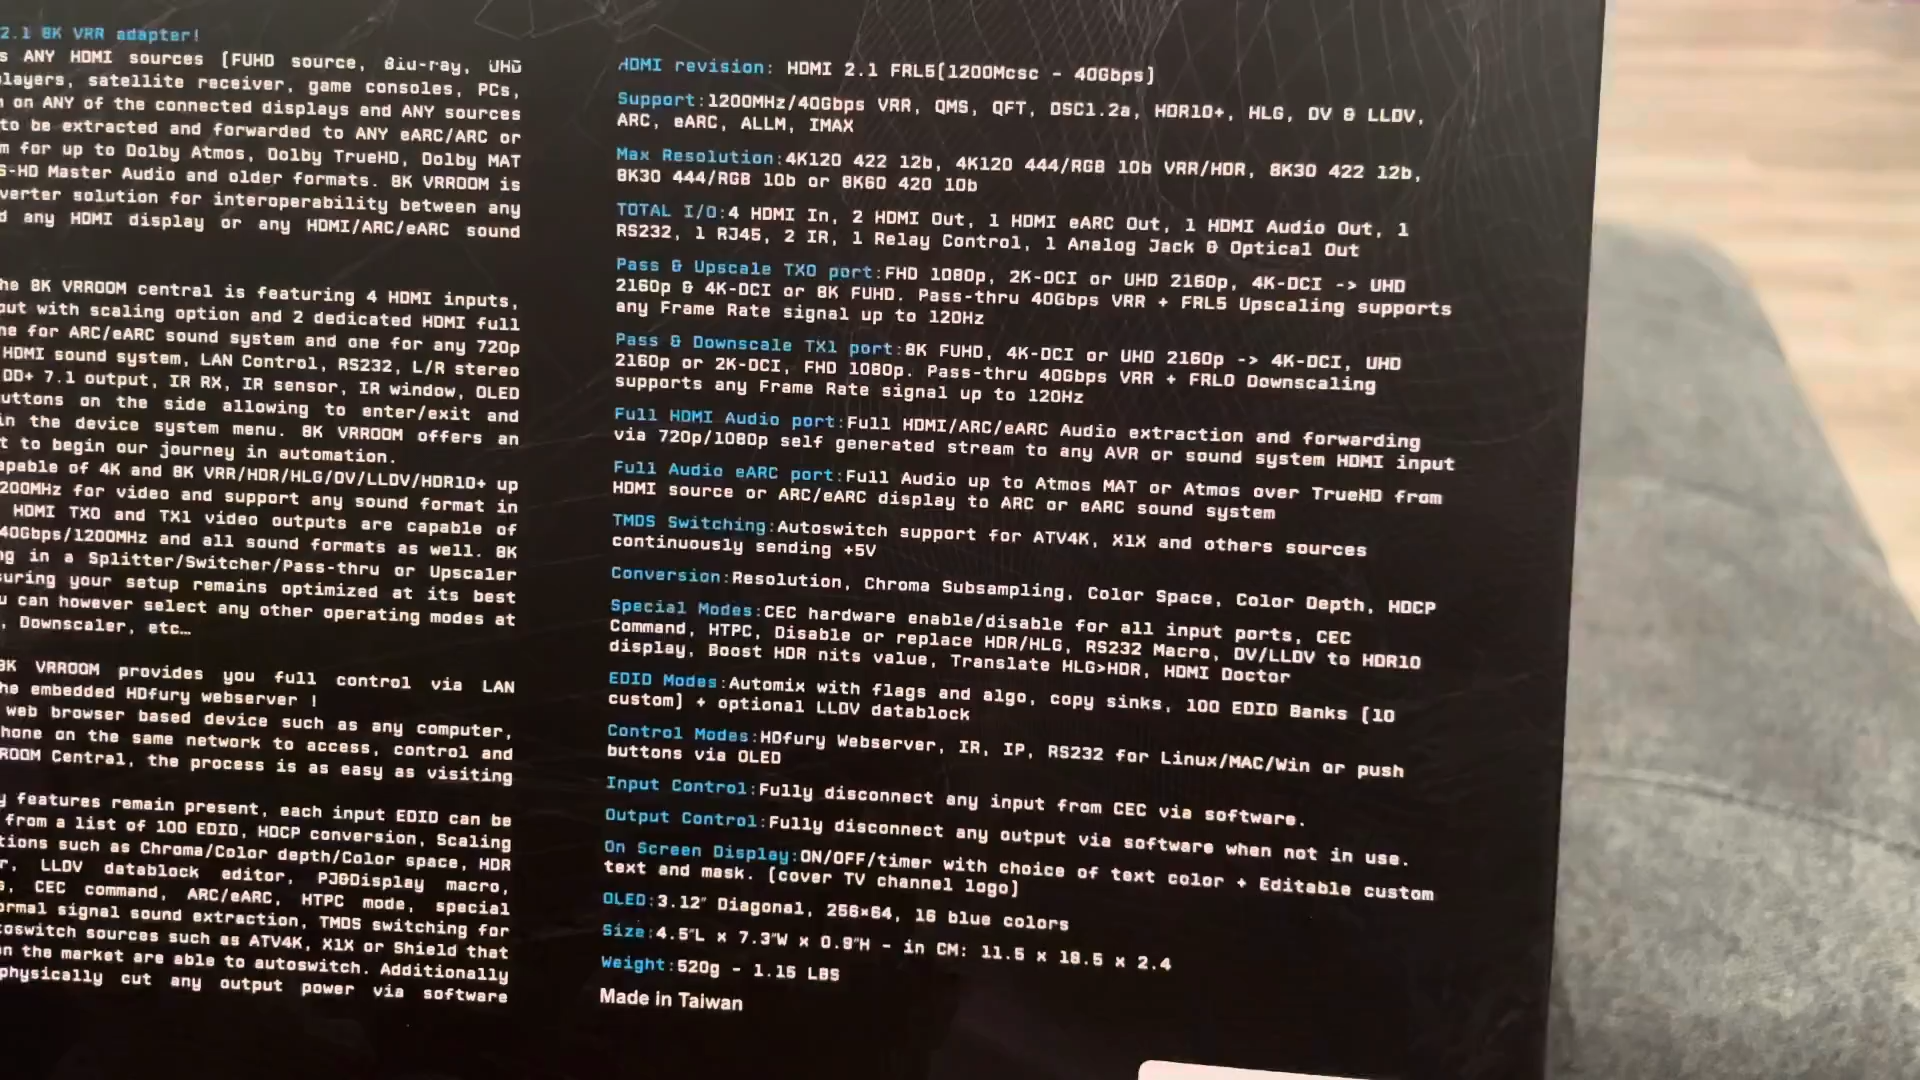 2.1 8K VRR adapter!
s ANY HDMI sources [FUHD source, Blu-ray, UHD
layers, satellite receiver, game consoles, PCs,
n on ANY of the connected displays and ANY sources
to be extracted and forwarded to ANY eARC/ARC or
m for up to Dolby Atmos, Dolby TrueHD, Dolby MAT
S-HD Master Audio and older formats. 8K VRROOM is
verter solution for interoperability between any
d any HDMI display or any HDMI/ARC/eARC sound
he 8K VRROOM central is featuring 4 HDMI inputs,
put with scaling option and 2 dedicated HDMI full
ne for ARC/eARC sound system and one for any 720p
HDMI sound system, LAN Control, RS232, L/R stereo
DD+ 7.1 output, IR RX, IR sensor, IR window, OLED
uttons on the side allowing to enter/exit and
in the device system menu. 8K VRROOM offers an
t to begin our journey in automation.
apable of 4K and 8K VRR/HDR/HLG/DV/LLDV/HDR10+ up
200MHz for video and support any sound format in
HDMI TX0 and TX1 video outputs are capable of
40Gbps/1200MHz and all sound formats as well. 8K
ng in a Splitter/Switcher/Pass-thru or Upscaler
suring your setup remains optimized at its best
u can however select any other operating modes at
, Downscaler, etc…
8K VRROOM provides you full control via LAN
he embedded HDfury webserver !
web browser based device such as any computer,
hone on the same network to access, control and
ROOM Central, the process is as easy as visiting
y features remain present, each input EDID can be
from a list of 100 EDID, HDCP conversion, Scaling
tions such as Chroma/Color depth/Color space, HDR
r, LLDV datablock editor, PJ&Display macro,
s, CEC command, ARC/eARC, HTPC mode, special
ormal signal sound extraction, TMDS switching for
toswitch sources such as ATV4K, X1X or Shield that
on the market are able to autoswitch. Additionally
physically cut any output power via software
HDMI revision: HDMI 2.1 FRL5[1200Mcsc - 40Gbps]
Support:1200MHz/40Gbps VRR, QMS, QFT, DSC1.2a, HDR10+, HLG, DV & LLDV,
ARC, eARC, ALLM, IMAX
Max Resolution:4K120 422 12b, 4K120 444/RGB 10b VRR/HDR, 8K30 422 12b,
8K30 444/RGB 10b or 8K60 420 10b
TOTAL I/O:4 HDMI In, 2 HDMI Out, 1 HDMI eARC Out, 1 HDMI Audio Out, 1
RS232, 1 RJ45, 2 IR, 1 Relay Control, 1 Analog Jack & Optical Out
Pass & Upscale TX0 port:FHD 1080p, 2K-DCI or UHD 2160p, 4K-DCI -> UHD
2160p & 4K-DCI or 8K FUHD. Pass-thru 40Gbps VRR + FRL5 Upscaling supports
any Frame Rate signal up to 120Hz
Pass & Downscale TX1 port:8K FUHD, 4K-DCI or UHD 2160p -> 4K-DCI, UHD
2160p or 2K-DCI, FHD 1080p. Pass-thru 40Gbps VRR + FRL0 Downscaling
supports any Frame Rate signal up to 120Hz
Full HDMI Audio port:Full HDMI/ARC/eARC Audio extraction and forwarding
via 720p/1080p self generated stream to any AVR or sound system HDMI input
Full Audio eARC port:Full Audio up to Atmos MAT or Atmos over TrueHD from
HDMI source or ARC/eARC display to ARC or eARC sound system
TMDS Switching:Autoswitch support for ATV4K, X1X and others sources
continuously sending +5V
Conversion:Resolution, Chroma Subsampling, Color Space, Color Depth, HDCP
Special Modes:CEC hardware enable/disable for all input ports, CEC
Command, HTPC, Disable or replace HDR/HLG, RS232 Macro, DV/LLDV to HDR10
display, Boost HDR nits value, Translate HLG>HDR, HDMI Doctor
EDID Modes:Automix with flags and algo, copy sinks, 100 EDID Banks [10
custom] + optional LLDV datablock
Control Modes:HDfury Webserver, IR, IP, RS232 for Linux/MAC/Win or push
buttons via OLED
Input Control:Fully disconnect any input from CEC via software.
Output Control:Fully disconnect any output via software when not in use.
On Screen Display:ON/OFF/timer with choice of text color + Editable custom
text and mask. [cover TV channel logo]
OLED:3.12″ Diagonal, 256×64, 16 blue colors
Size:4.5″L x 7.3″W x 0.9″H - in CM: 11.5 x 18.5 x 2.4
Weight:520g - 1.15 LBS
Made in Taiwan